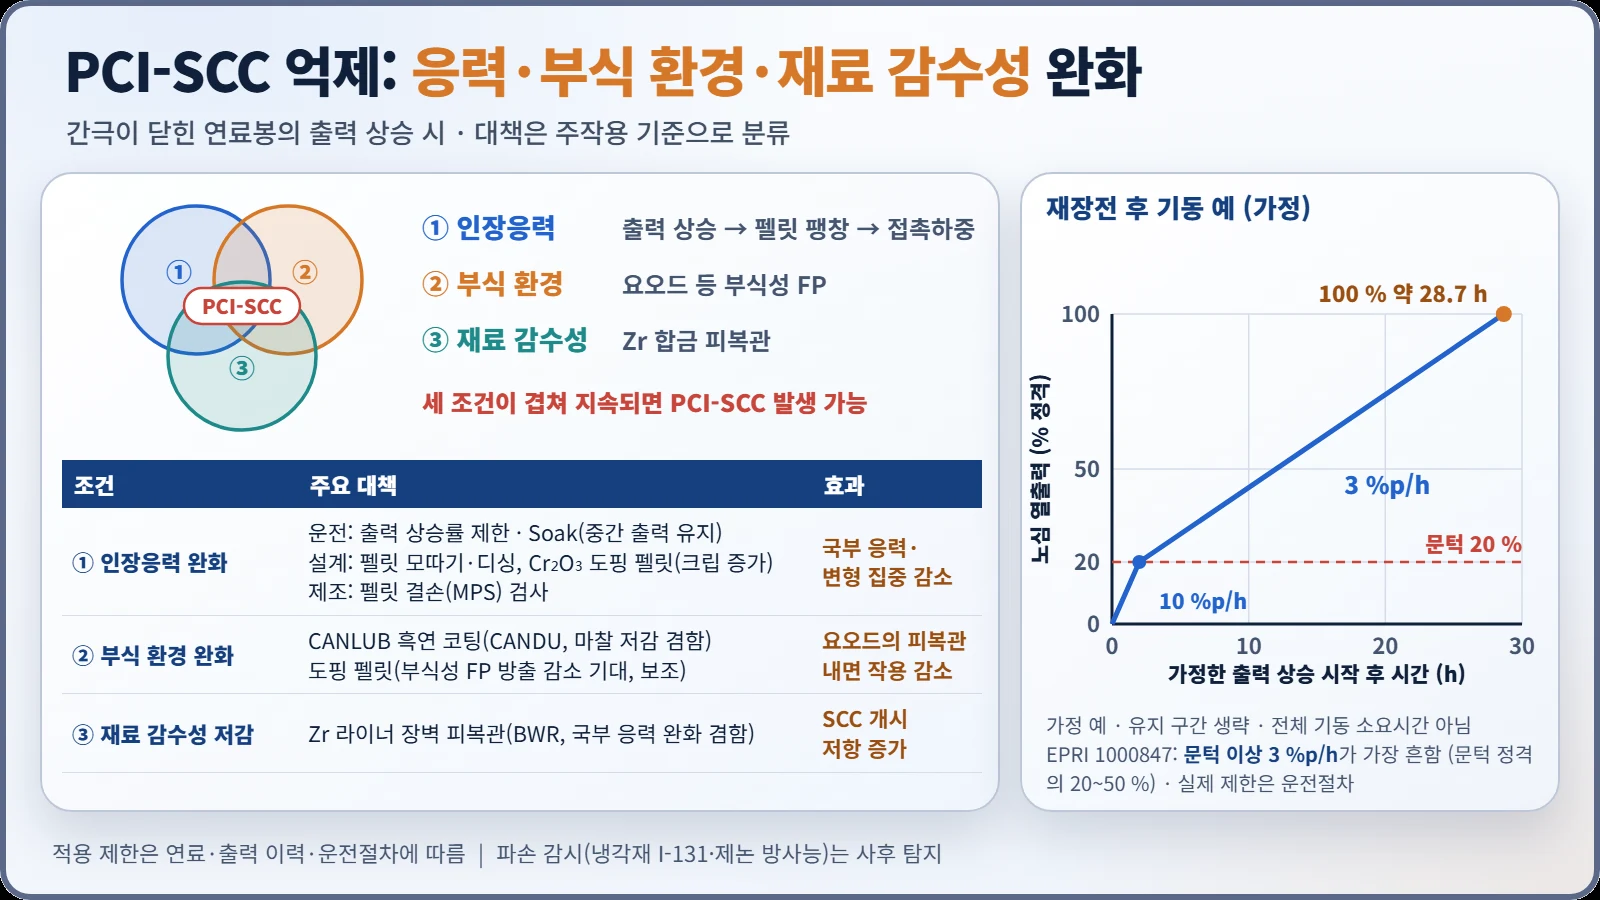 PCI-SCC 억제: 응력·부식 환경·재료 감수성 완화
간극이 닫힌 연료봉의 출력 상승 시 · 대책은 주작용 기준으로 분류
①
②
PCI-SCC
③
① 인장응력 출력 상승 → 펠릿 팽창 → 접촉하중
② 부식 환경 요오드 등 부식성 FP
③ 재료 감수성 Zr 합금 피복관
세 조건이 겹쳐 지속되면 PCI-SCC 발생 가능
조건 주요 대책 효과
① 인장응력 완화
운전: 출력 상승률 제한 · Soak(중간 출력 유지)
설계: 펠릿 모따기·디싱, Cr₂O₃ 도핑 펠릿(크립 증가)
제조: 펠릿 결손(MPS) 검사
국부 응력·
변형 집중 감소
② 부식 환경 완화
CANLUB 흑연 코팅(CANDU, 마찰 저감 겸함)
도핑 펠릿(부식성 FP 방출 감소 기대, 보조)
요오드의 피복관
내면 작용 감소
③ 재료 감수성 저감
Zr 라이너 장벽 피복관(BWR, 국부 응력 완화 겸함)
SCC 개시
저항 증가
재장전 후 기동 예 (가정)
100 % 약 28.7 h
100
50
20
0
노심 열출력 (% 정격)
3 %p/h
문턱 20 %
10 %p/h
0 10 20 30
가정한 출력 상승 시작 후 시간 (h)
가정 예 · 유지 구간 생략 · 전체 기동 소요시간 아님
EPRI 1000847: 문턱 이상 3 %p/h가 가장 흔함 (문턱 정격
의 20~50 %) · 실제 제한은 운전절차
적용 제한은 연료·출력 이력·운전절차에 따름 | 파손 감시(냉각재 I-131·제논 방사능)는 사후 탐지